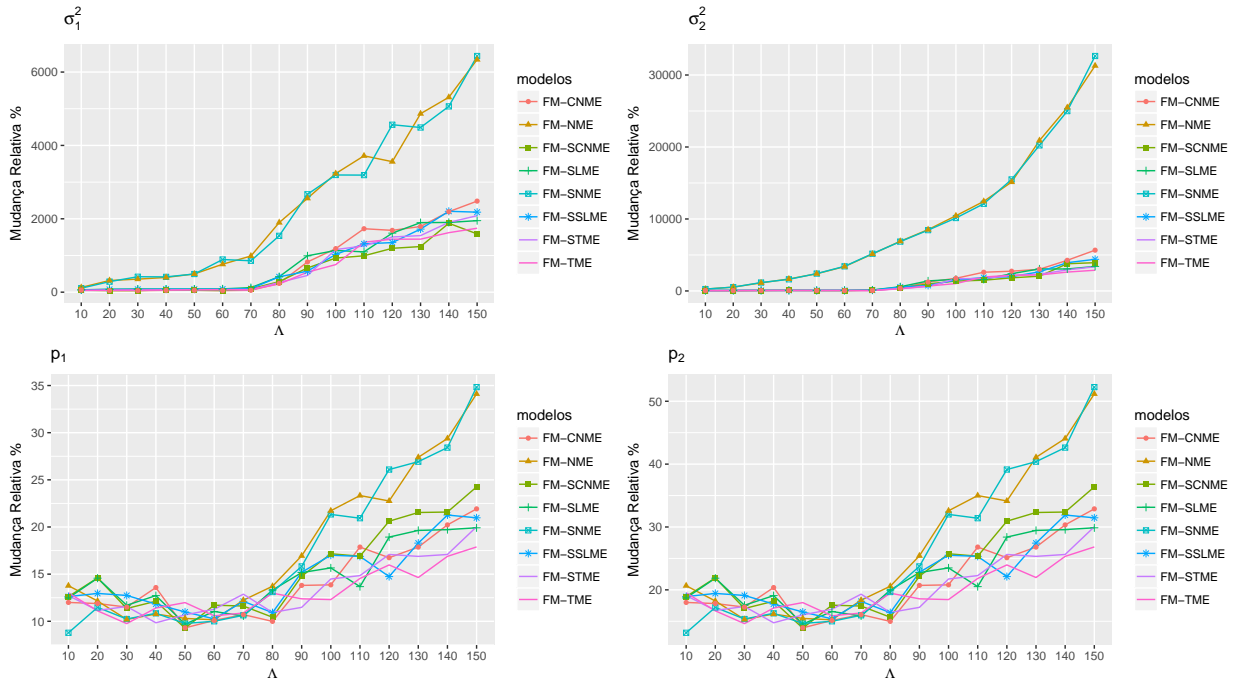 σ₁²
Mudança Relativa %
6000
4000
2000
0
10 20 30 40 50 60 70 80 90 100 110 120 130 140 150
Λ
modelos
FM−CNME
FM−NME
FM−SCNME
FM−SLME
FM−SNME
FM−SSLME
FM−STME
FM−TME
σ₂²
Mudança Relativa %
30000
20000
10000
0
10 20 30 40 50 60 70 80 90 100 110 120 130 140 150
Λ
modelos
FM−CNME
FM−NME
FM−SCNME
FM−SLME
FM−SNME
FM−SSLME
FM−STME
FM−TME
p₁
Mudança Relativa %
35
30
25
20
15
10
10 20 30 40 50 60 70 80 90 100 110 120 130 140 150
Λ
modelos
FM−CNME
FM−NME
FM−SCNME
FM−SLME
FM−SNME
FM−SSLME
FM−STME
FM−TME
p₂
Mudança Relativa %
50
40
30
20
10 20 30 40 50 60 70 80 90 100 110 120 130 140 150
Λ
modelos
FM−CNME
FM−NME
FM−SCNME
FM−SLME
FM−SNME
FM−SSLME
FM−STME
FM−TME